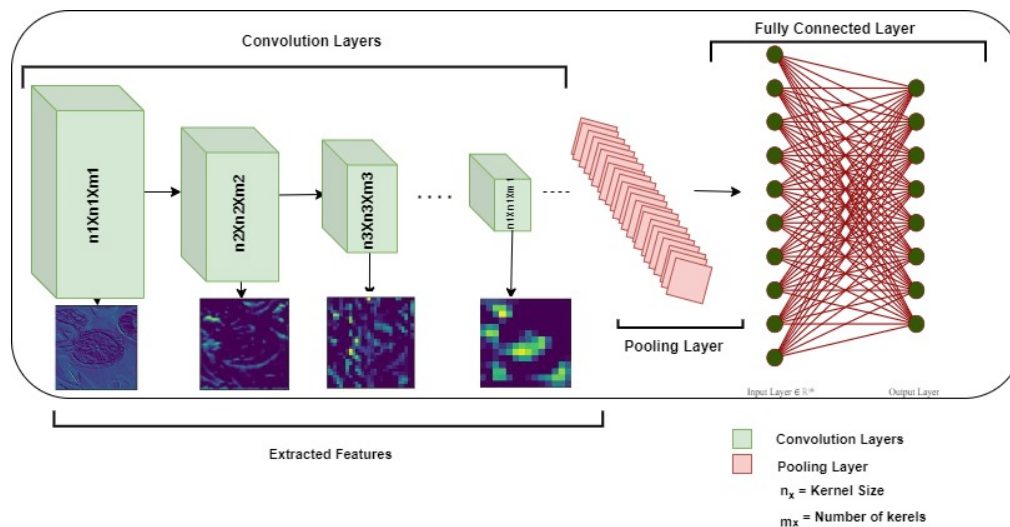 Convolution Layers
Fully Connected Layer
n1Xn1Xm1
n2Xn2Xm2
n3Xn3Xm3
n1Xn1Xm 1
Pooling Layer
Input Layer ∈
Output Layer
Extracted Features
Convolution Layers
Pooling Layer
nx = Kernel Size
mx = Number of kerels